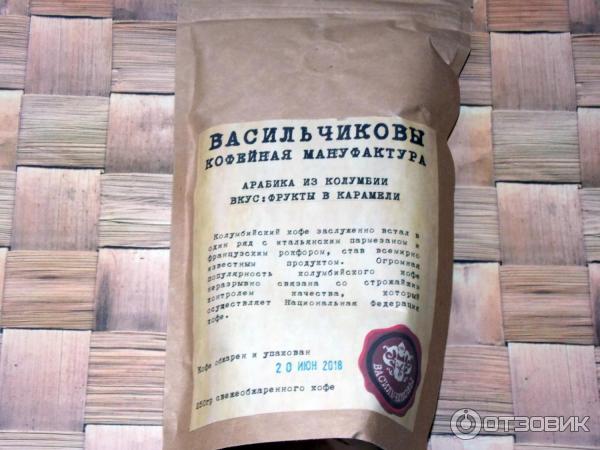 ВАСИЛЬЧИКОВЫ
КОФЕЙНАЯ МАНУФАКТУРА
АРАБИКА ИЗ КОЛУМБИИ
ВКУС:ФРУКТЫ В КАРАМЕЛИ
Колумбийский кофе заслуженно встал в
один ряд с итальянским пармезаном и
французским рокфором, став всемирно
известным продуктом. Огромная
популярность колумбийского кофе
неразрывно связана со строжайшим
контролем качества, который
осуществляет Национальная Федерация
кофе.
Кофе обжарен и упакован
20 ИЮН 2018
250гр свежеобжаренного кофе
ВАСИЛЬЧИКОВЫ
ОТЗОВИК